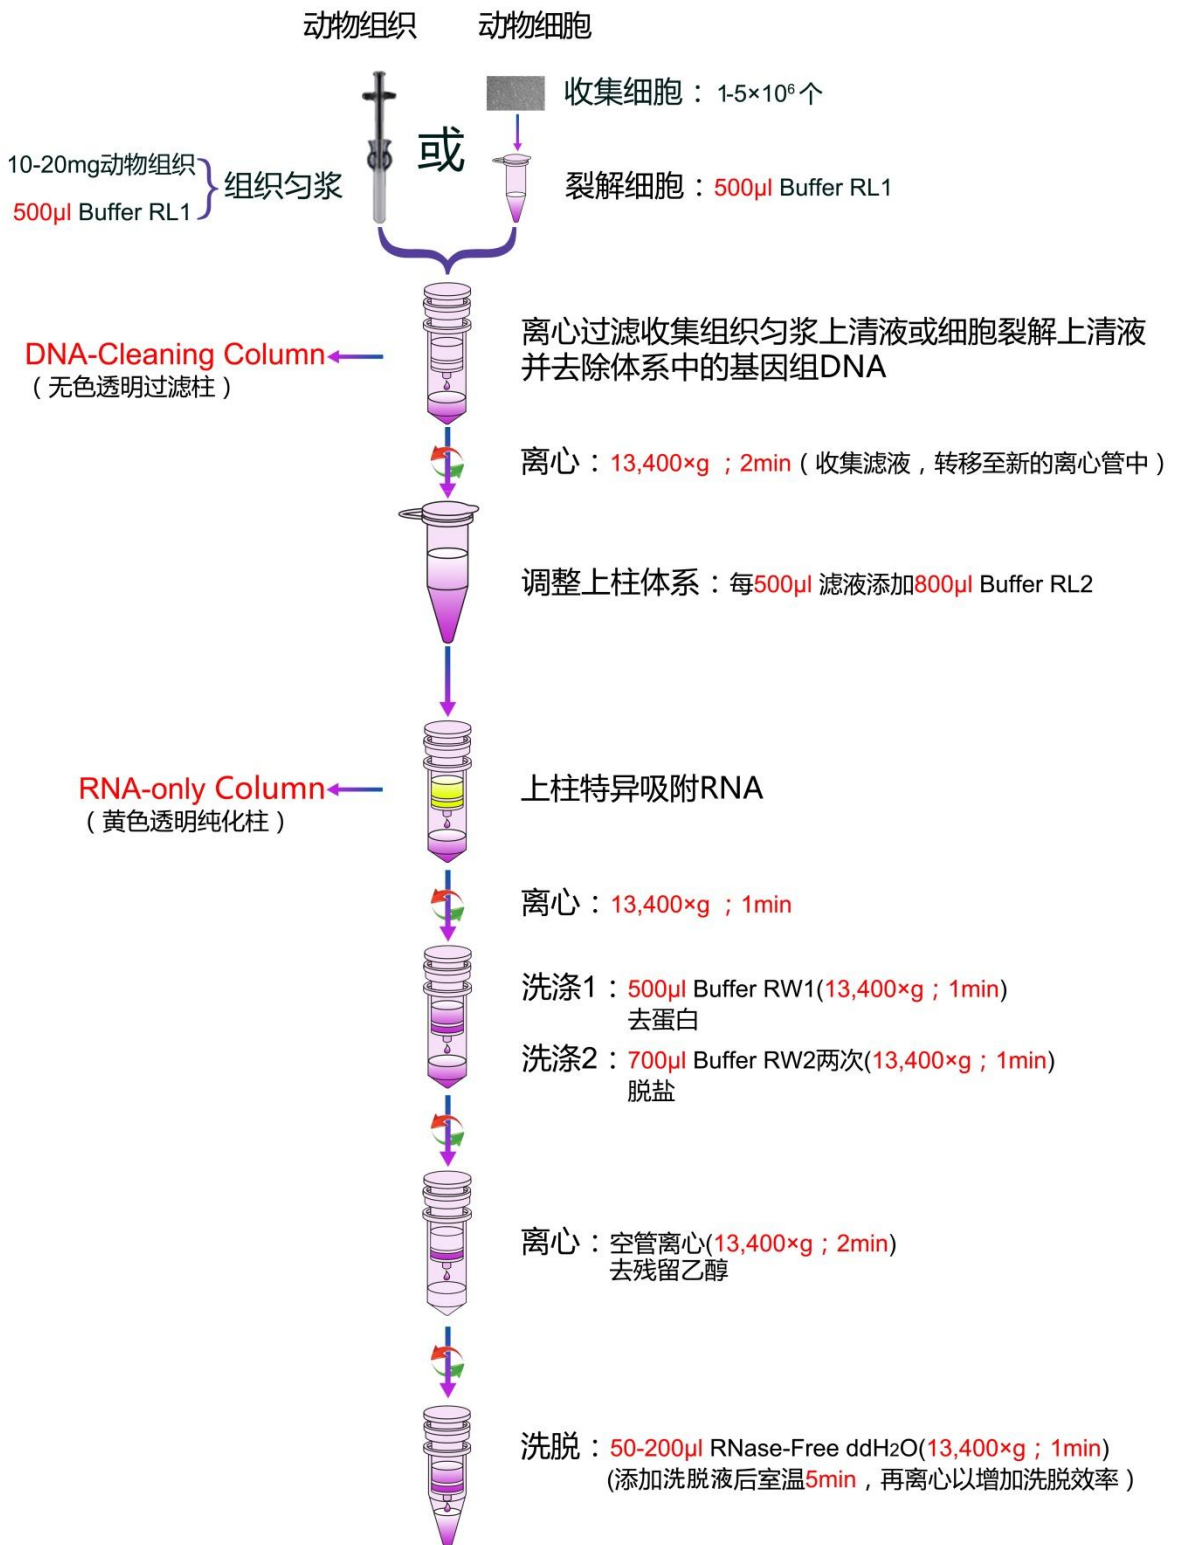 动物组织
动物细胞
收集细胞：1-5×10⁶个
或
10-20mg动物组织
500µl Buffer RL1
组织匀浆
裂解细胞：500µl Buffer RL1
离心过滤收集组织匀浆上清液或细胞裂解上清液
并去除体系中的基因组DNA
DNA-Cleaning Column
（无色透明过滤柱）
离心：13,400×g；2min（收集滤液，转移至新的离心管中）
调整上柱体系：每500µl 滤液添加800µl Buffer RL2
RNA-only Column
（黄色透明纯化柱）
上柱特异吸附RNA
离心：13,400×g；1min
洗涤1：500µl Buffer RW1(13,400×g；1min)
去蛋白
洗涤2：700µl Buffer RW2两次(13,400×g；1min)
脱盐
离心：空管离心(13,400×g；2min)
去残留乙醇
洗脱：50-200µl RNase-Free ddH2O(13,400×g；1min)
(添加洗脱液后室温5min，再离心以增加洗脱效率）